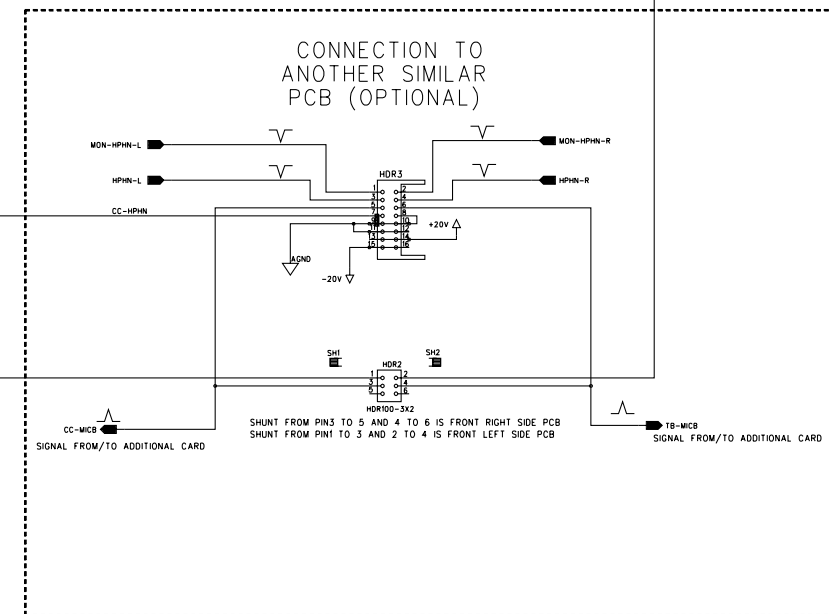 CONNECTION TO
ANOTHER SIMILAR
PCB (OPTIONAL)
MON-HPHN-L
MON-HPHN-R
HDR3
HPHN-L
HPHN-R
1 2
3 4
5 6
CC-HPHN
7 8
9 10
+20V
11 12
13 14
15 16
AGND
-20V
SH1
SH2
HDR2
1 2
3 4
5 6
HDR100-3X2
CC-MICB
SHUNT FROM PIN3 TO 5 AND 4 TO 6 IS FRONT RIGHT SIDE PCB
SHUNT FROM PIN1 TO 3 AND 2 TO 4 IS FRONT LEFT SIDE PCB
TB-MICB
SIGNAL FROM/TO ADDITIONAL CARD
SIGNAL FROM/TO ADDITIONAL CARD